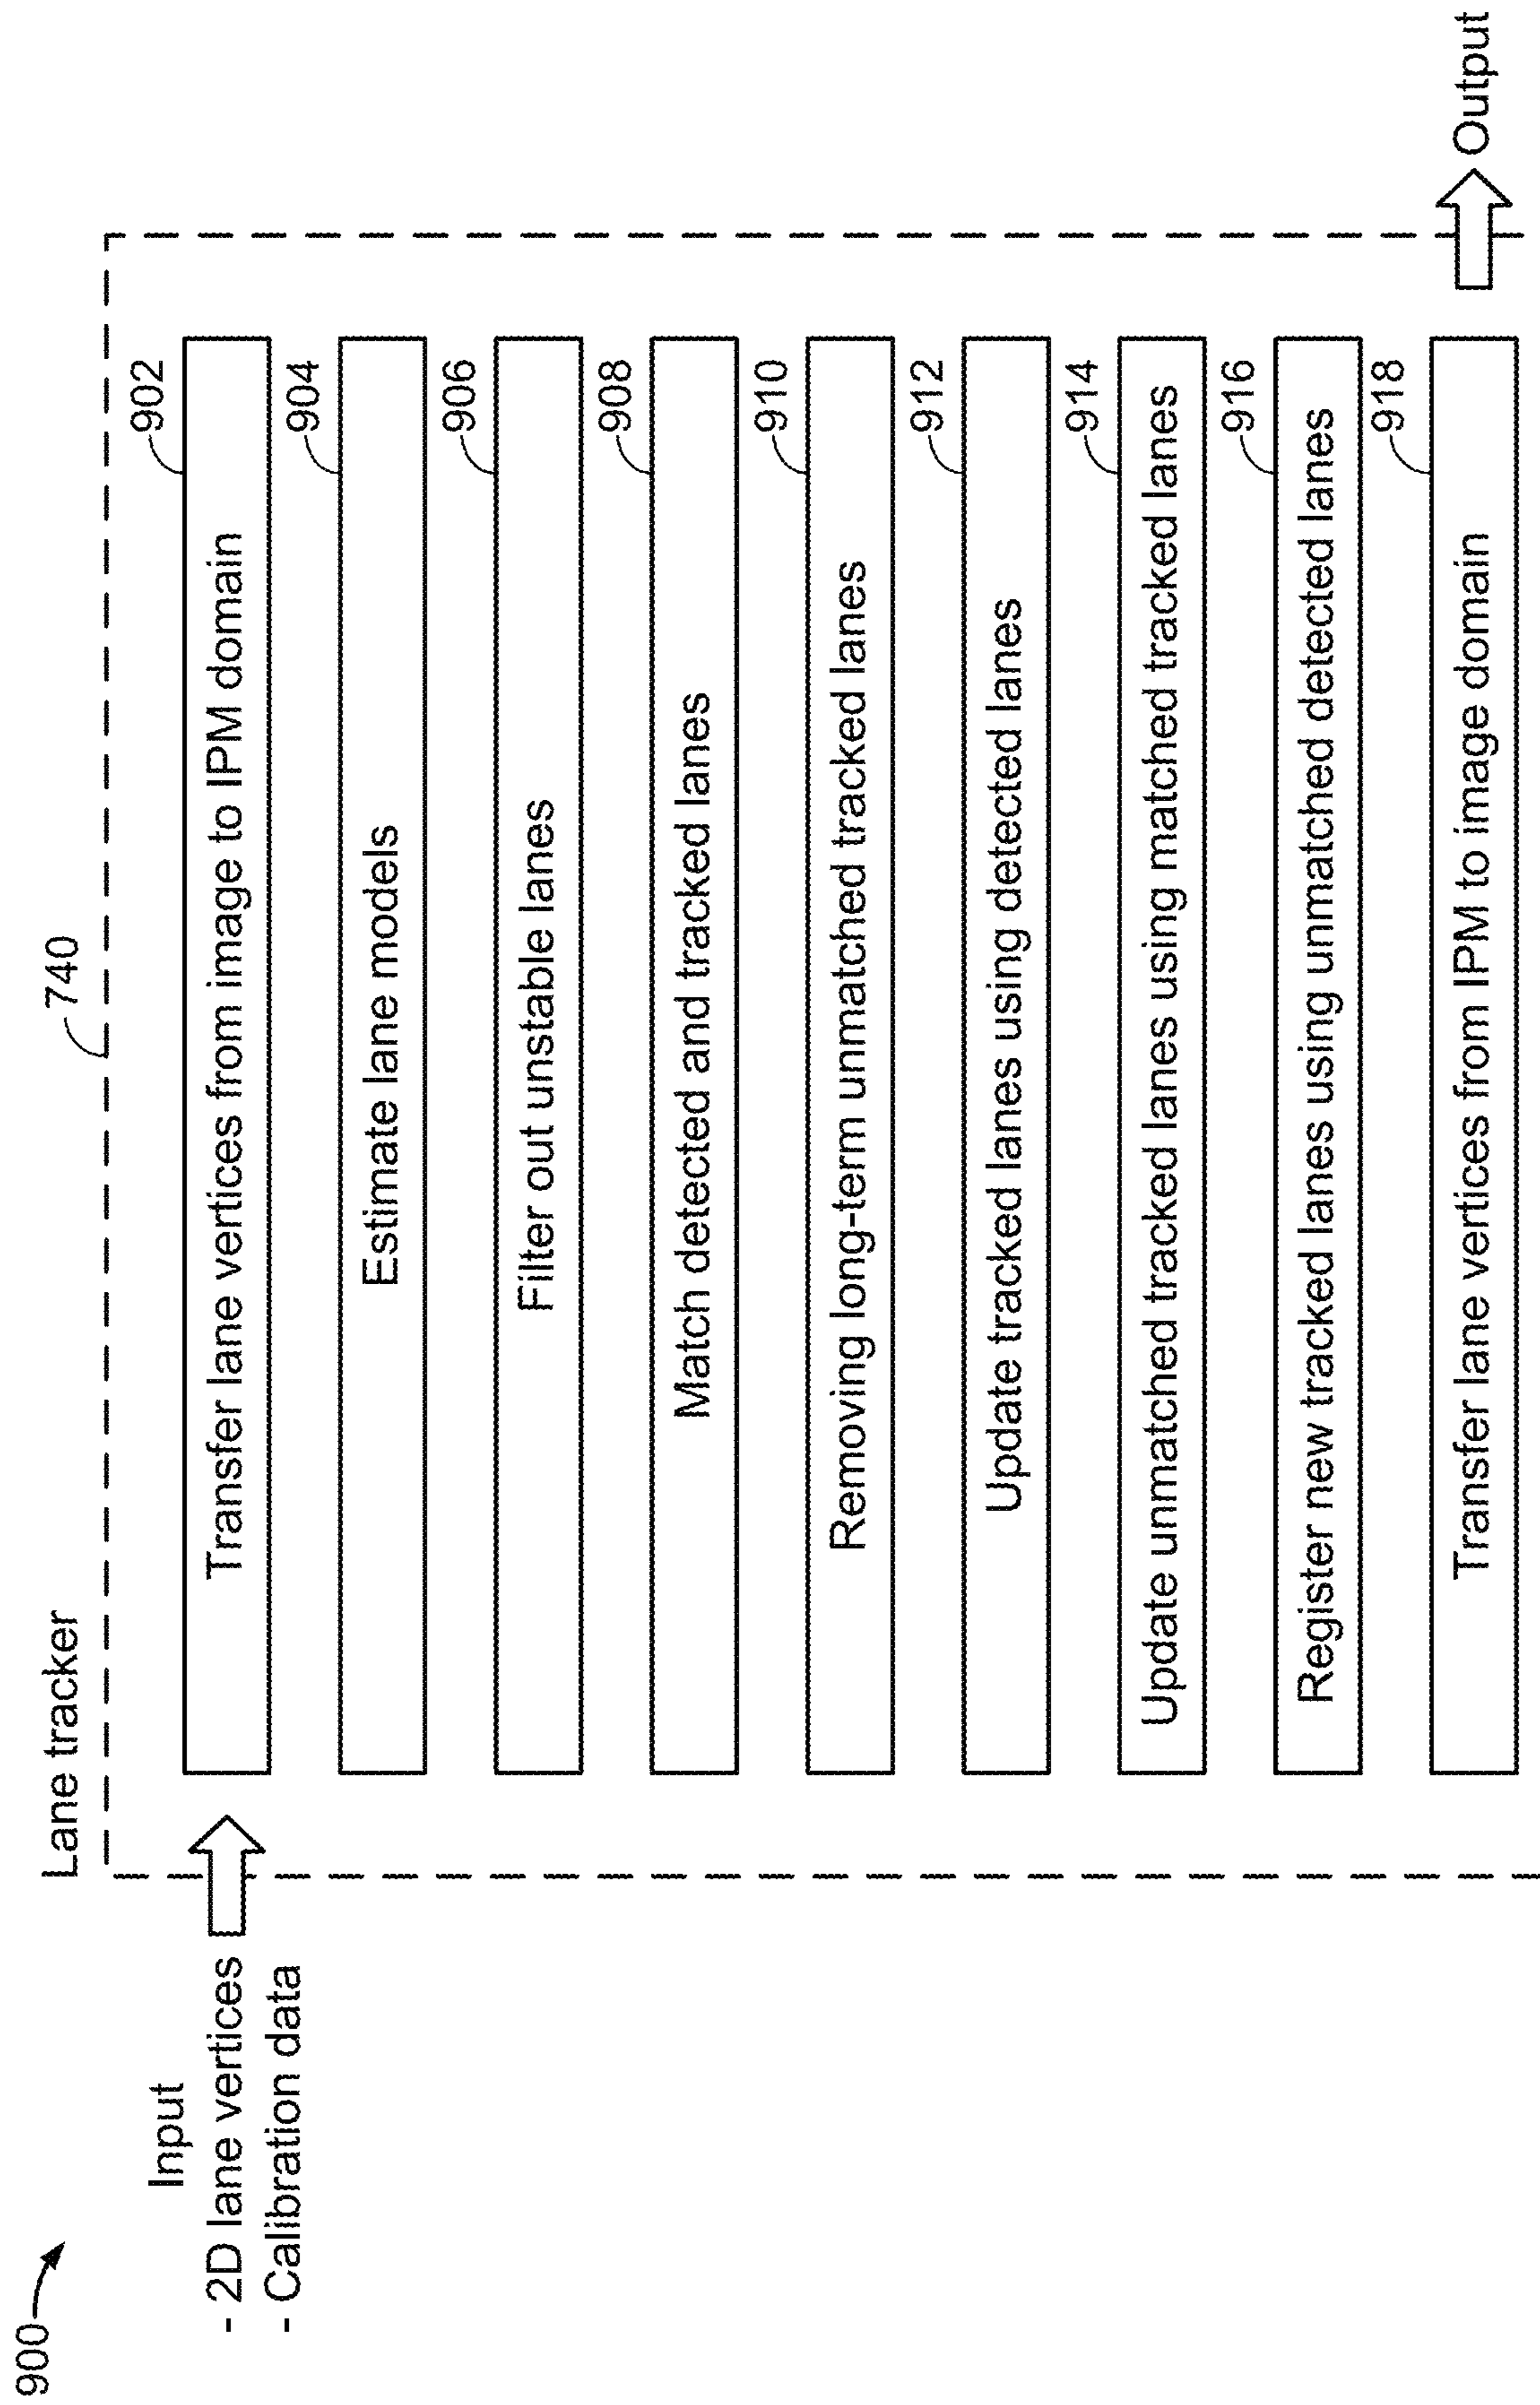 900
Lane tracker
740
Input
- 2D lane vertices
- Calibration data
902
Transfer lane vertices from image to IPM domain
904
Estimate lane models
906
Filter out unstable lanes
908
Match detected and tracked lanes
910
Removing long-term unmatched tracked lanes
912
Update tracked lanes using detected lanes
914
Update unmatched tracked lanes using matched tracked lanes
916
Register new tracked lanes using unmatched detected lanes
918
Transfer lane vertices from IPM to image domain
Output